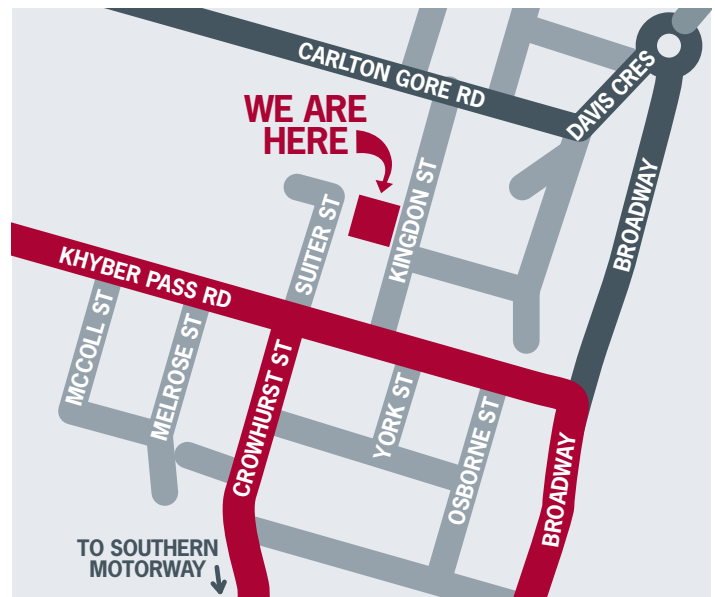 CARLTON GORE RD
DAVIS CRES
WE ARE
HERE
BROADWAY
KINGDON ST
SUITER ST
KHYBER PASS RD
MCCOLL ST
MELROSE ST
CROWHURST ST
YORK ST
OSBORNE ST
BROADWAY
TO SOUTHERN
MOTORWAY